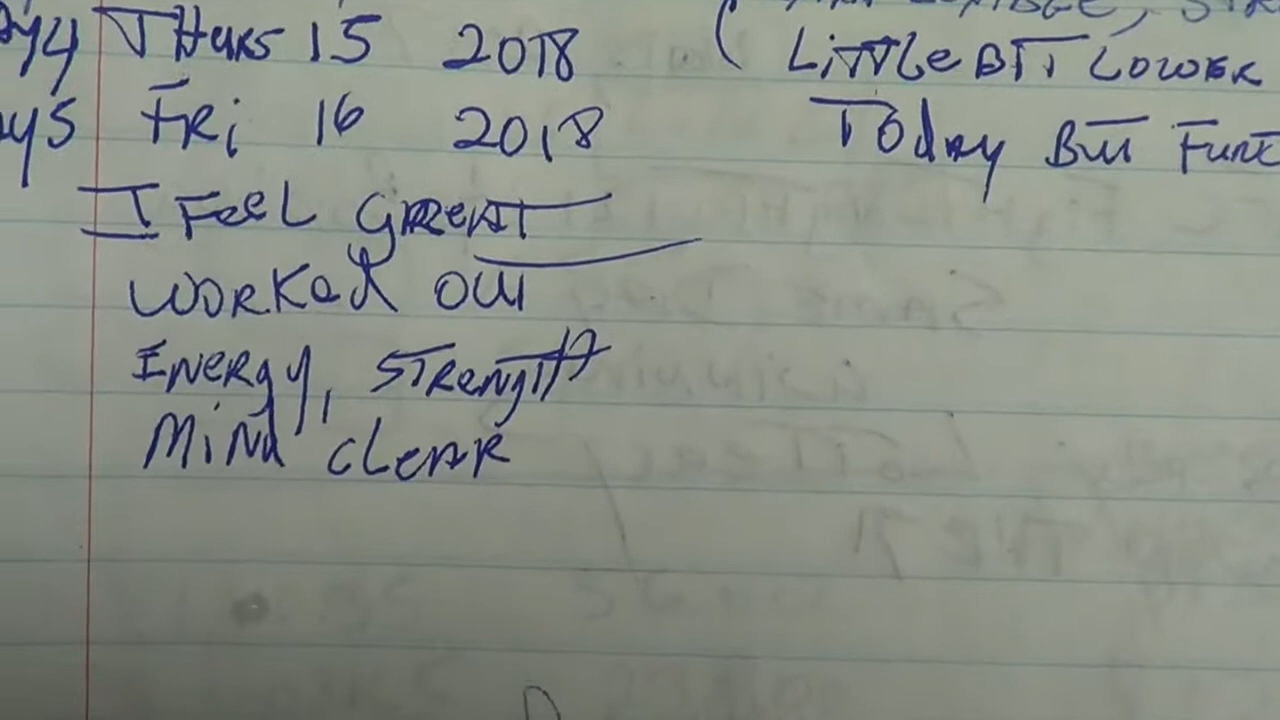 Thurs 15 2018
Little Bit Lower
Fri 16 2018
Today But
I Feel Great
Worked out
Energy, Strength
Mind clear